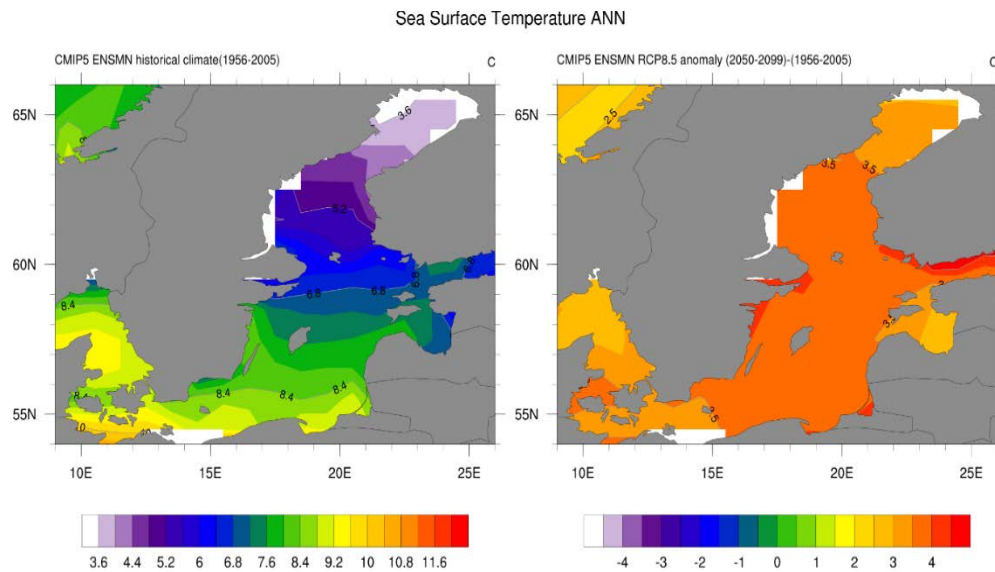 Sea Surface Temperature ANN
CMIP5 ENSMN historical climate(1956-2005) C
CMIP5 ENSMN RCP8.5 anomaly (2050-2099)-(1956-2005) C
65N
60N
55N
3.6
5.2
6.8
6.8
6.8
6.8
8.4
8.4
8.4
8.4
10
10E 15E 20E 25E
3.6 4.4 5.2 6 6.8 7.6 8.4 9.2 10 10.8 11.6
65N
60N
55N
2.5
3.5
3.5
3.5
10E 15E 20E 25E
-4 -3 -2 -1 0 1 2 3 4